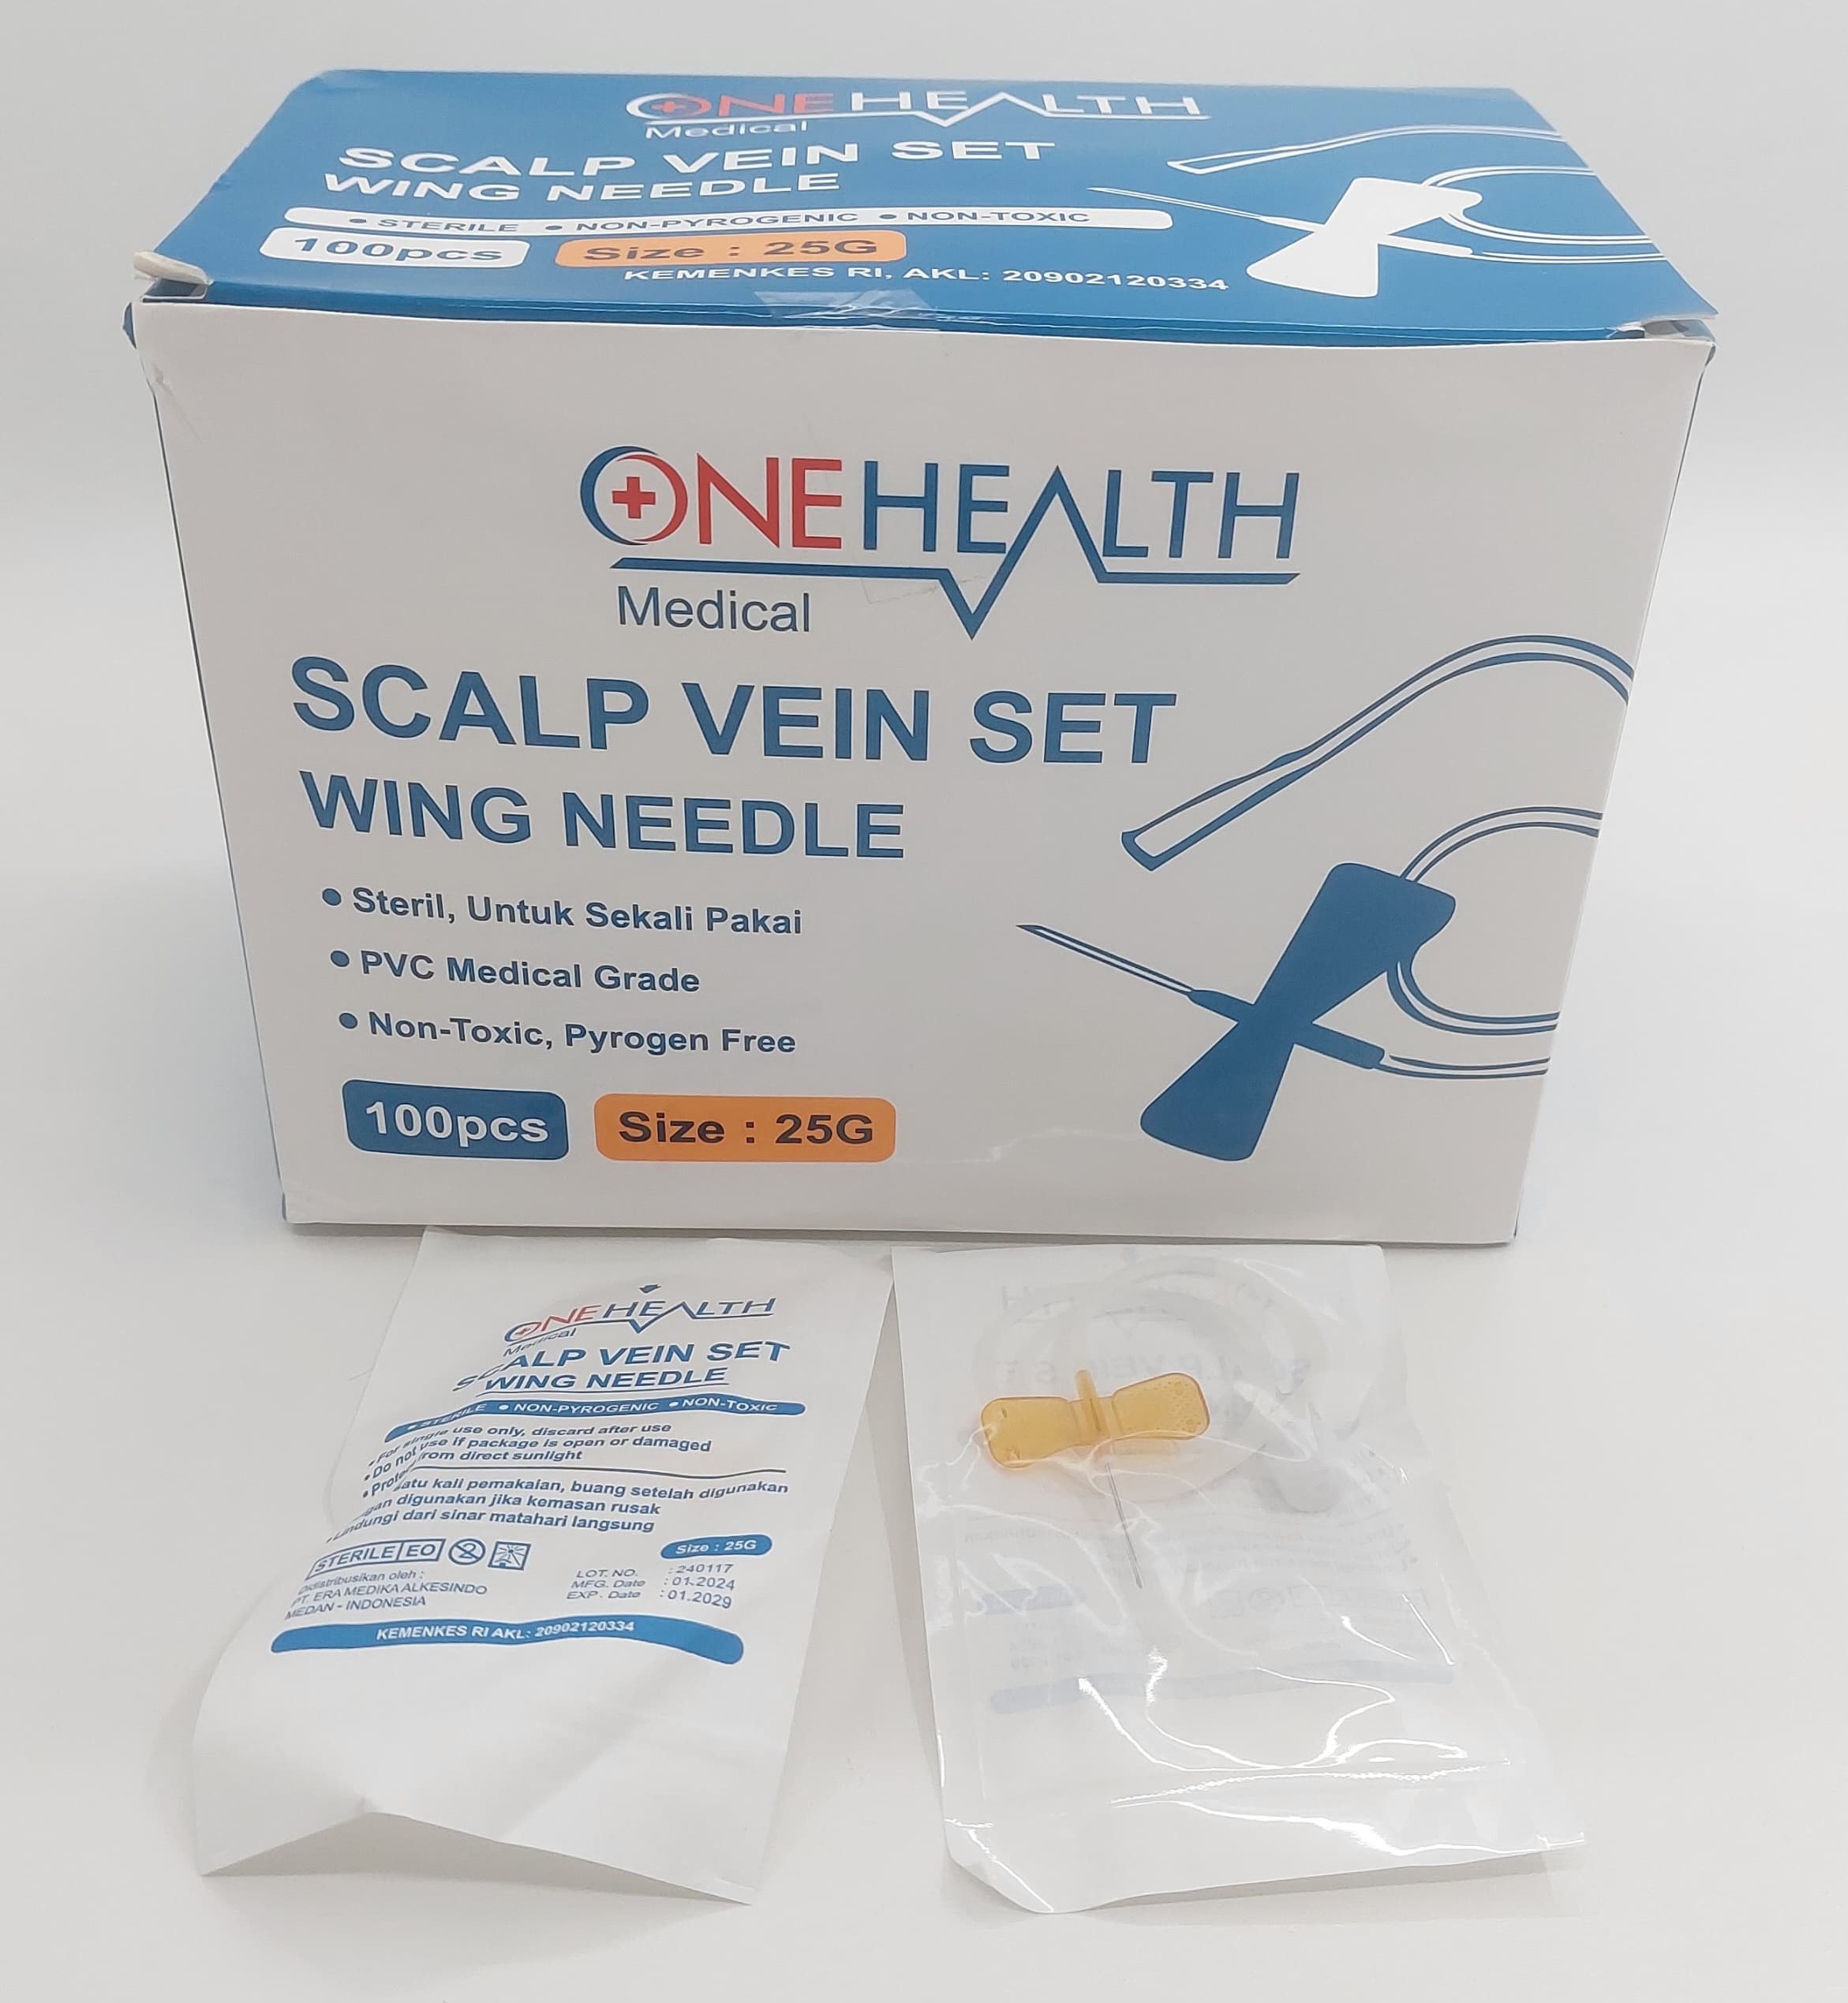 ONEHEALTH
Medical
SCALP VEIN SET
WING NEEDLE
• STERILE • NON-PYROGENIC • NON-TOXIC
100pcs
Size : 25G
KEMENKES RI, AKL: 20902120334
ONEHEALTH
Medical
SCALP VEIN SET
WING NEEDLE
• Steril, Untuk Sekali Pakai
• PVC Medical Grade
• Non-Toxic, Pyrogen Free
100pcs
Size : 25G
ONEHEALTH
Medical
SCALP VEIN SET
WING NEEDLE
• STERILE • NON-PYROGENIC • NON-TOXIC
• For single use only, discard after use
• Do not use if package is open or damaged
• Protect from direct sunlight
satu kali pemakaian, buang setelah digunakan
digunakan jika kemasan rusak
• Lindungi dari sinar matahari langsung
STERILE EO
2
Size : 25G
Didistribusikan oleh :
PT. ERA MEDIKA ALKESINDO
MEDAN - INDONESIA
LOT. NO. : 240117
MFG. Date : 01.2024
EXP . Date : 01.2029
KEMENKES RI AKL: 20902120334